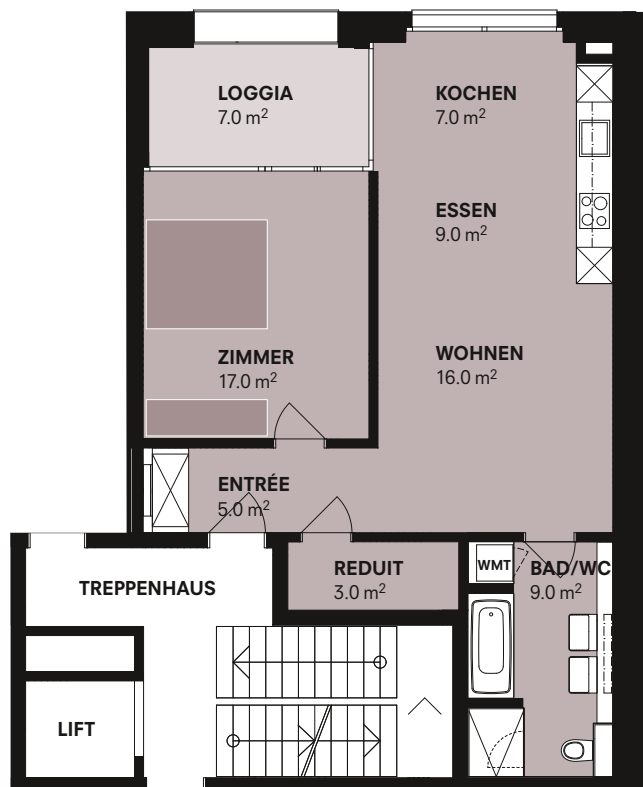 LOGGIA
7.0 m²
KOCHEN
7.0 m²
ESSEN
9.0 m²
ZIMMER
17.0 m²
WOHNEN
16.0 m²
ENTRÉE
5.0 m²
TREPPENHAUS
REDUIT
3.0 m²
WMT
BAD/WC
9.0 m²
LIFT